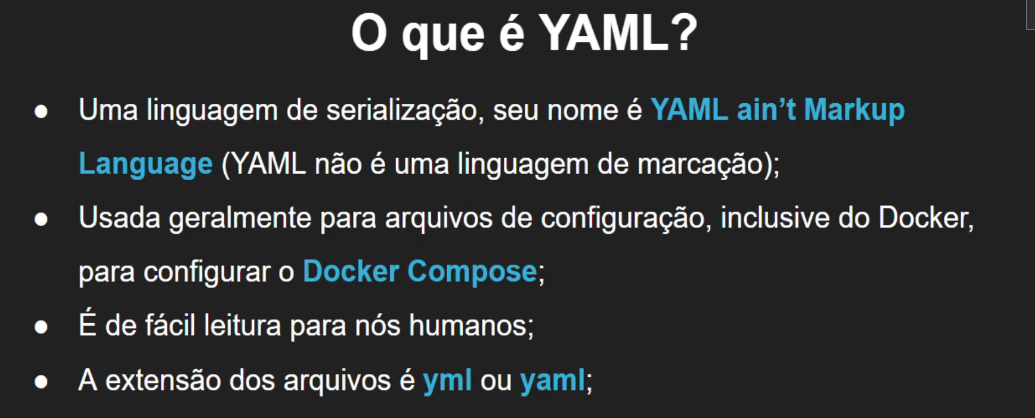 O que é YAML?
● Uma linguagem de serialização, seu nome é YAML ain’t Markup
Language (YAML não é uma linguagem de marcação);
● Usada geralmente para arquivos de configuração, inclusive do Docker,
para configurar o Docker Compose;
● É de fácil leitura para nós humanos;
● A extensão dos arquivos é yml ou yaml;